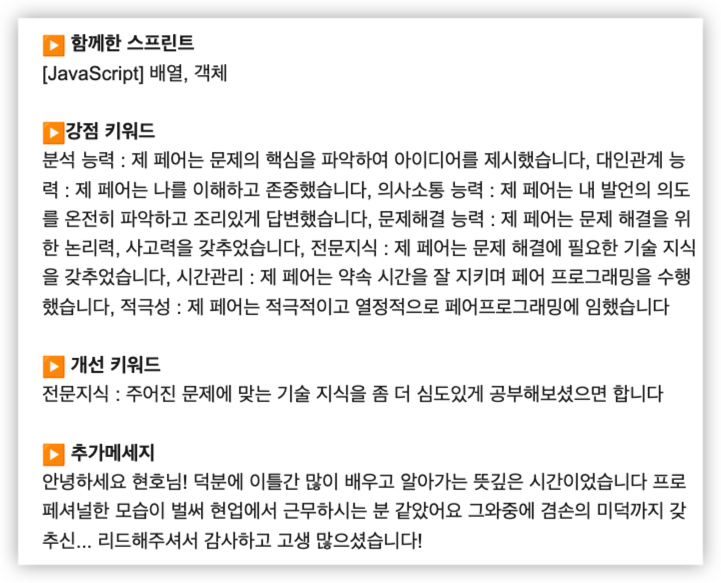 ▶️ 함께한 스프린트
[JavaScript] 배열, 객체
▶️강점 키워드
분석 능력 : 제 페어는 문제의 핵심을 파악하여 아이디어를 제시했습니다, 대인관계 능
력 : 제 페어는 나를 이해하고 존중했습니다, 의사소통 능력 : 제 페어는 내 발언의 의도
를 온전히 파악하고 조리있게 답변했습니다, 문제해결 능력 : 제 페어는 문제 해결을 위
한 논리력, 사고력을 갖추었습니다, 전문지식 : 제 페어는 문제 해결에 필요한 기술 지식
을 갖추었습니다, 시간관리 : 제 페어는 약속 시간을 잘 지키며 페어 프로그래밍을 수행
했습니다, 적극성 : 제 페어는 적극적이고 열정적으로 페어프로그래밍에 임했습니다
▶️ 개선 키워드
전문지식 : 주어진 문제에 맞는 기술 지식을 좀 더 심도있게 공부해보셨으면 합니다
▶️ 추가메세지
안녕하세요 현호님! 덕분에 이틀간 많이 배우고 알아가는 뜻깊은 시간이었습니다 프로
페셔널한 모습이 벌써 현업에서 근무하시는 분 같았어요 그와중에 겸손의 미덕까지 갖
추신... 리드해주셔서 감사하고 고생 많으셨습니다!